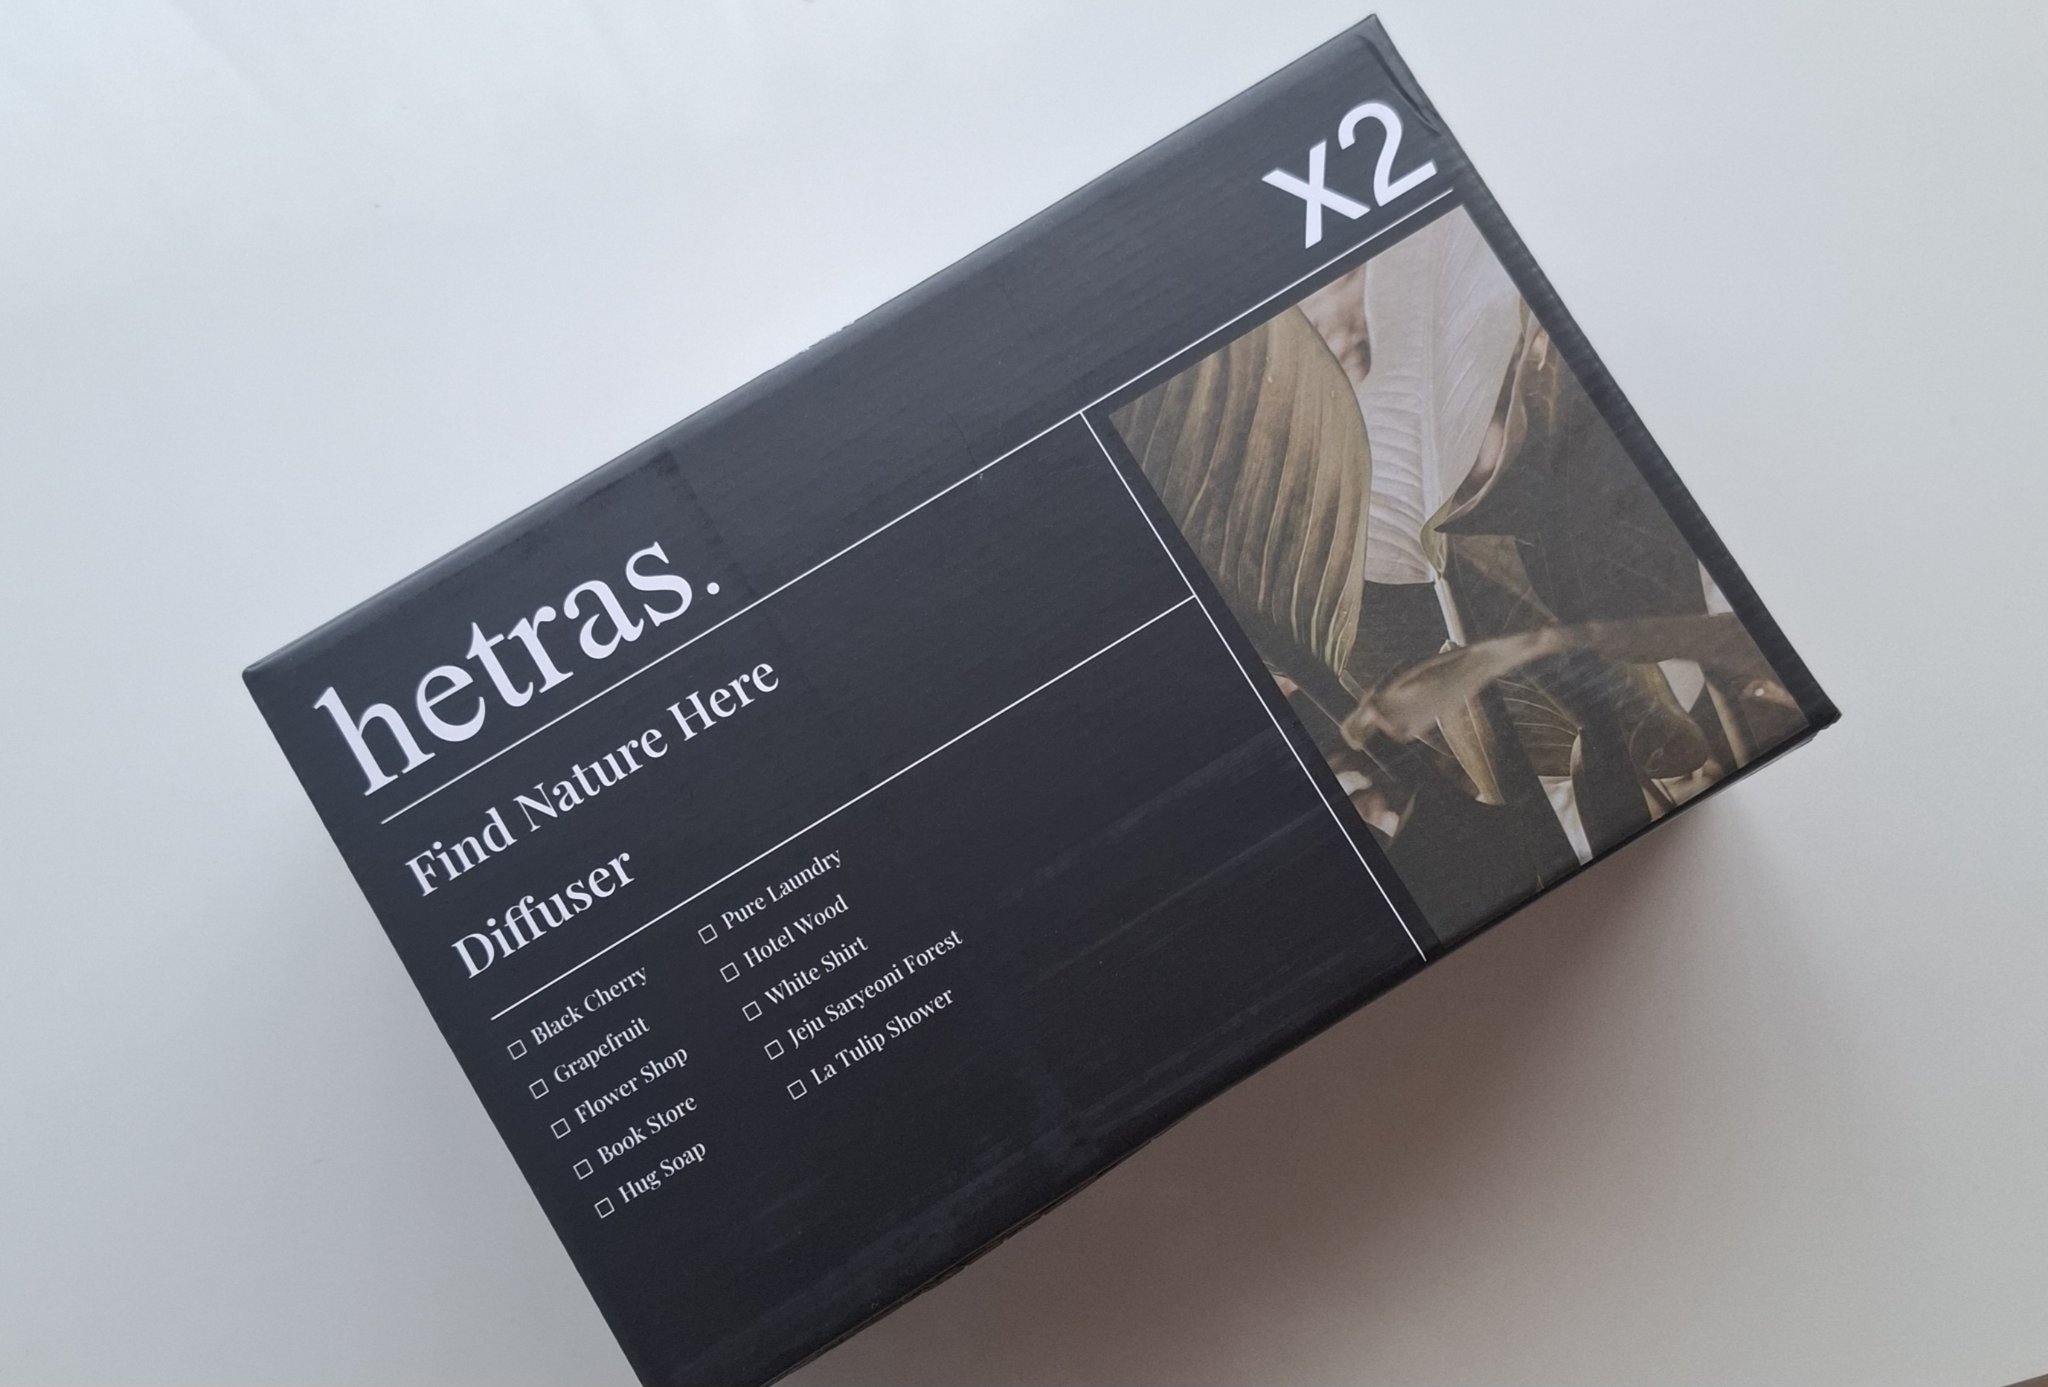 X2
hetras.
Find Nature Here
Diffuser
☐ Black Cherry
☐ Grapefruit
☐ Flower Shop
☐ Book Store
☐ Hug Soap
☐ Pure Laundry
☐ Hotel Wood
☐ White Shirt
☐ Jeju Saryeoni Forest
☐ La Tulip Shower